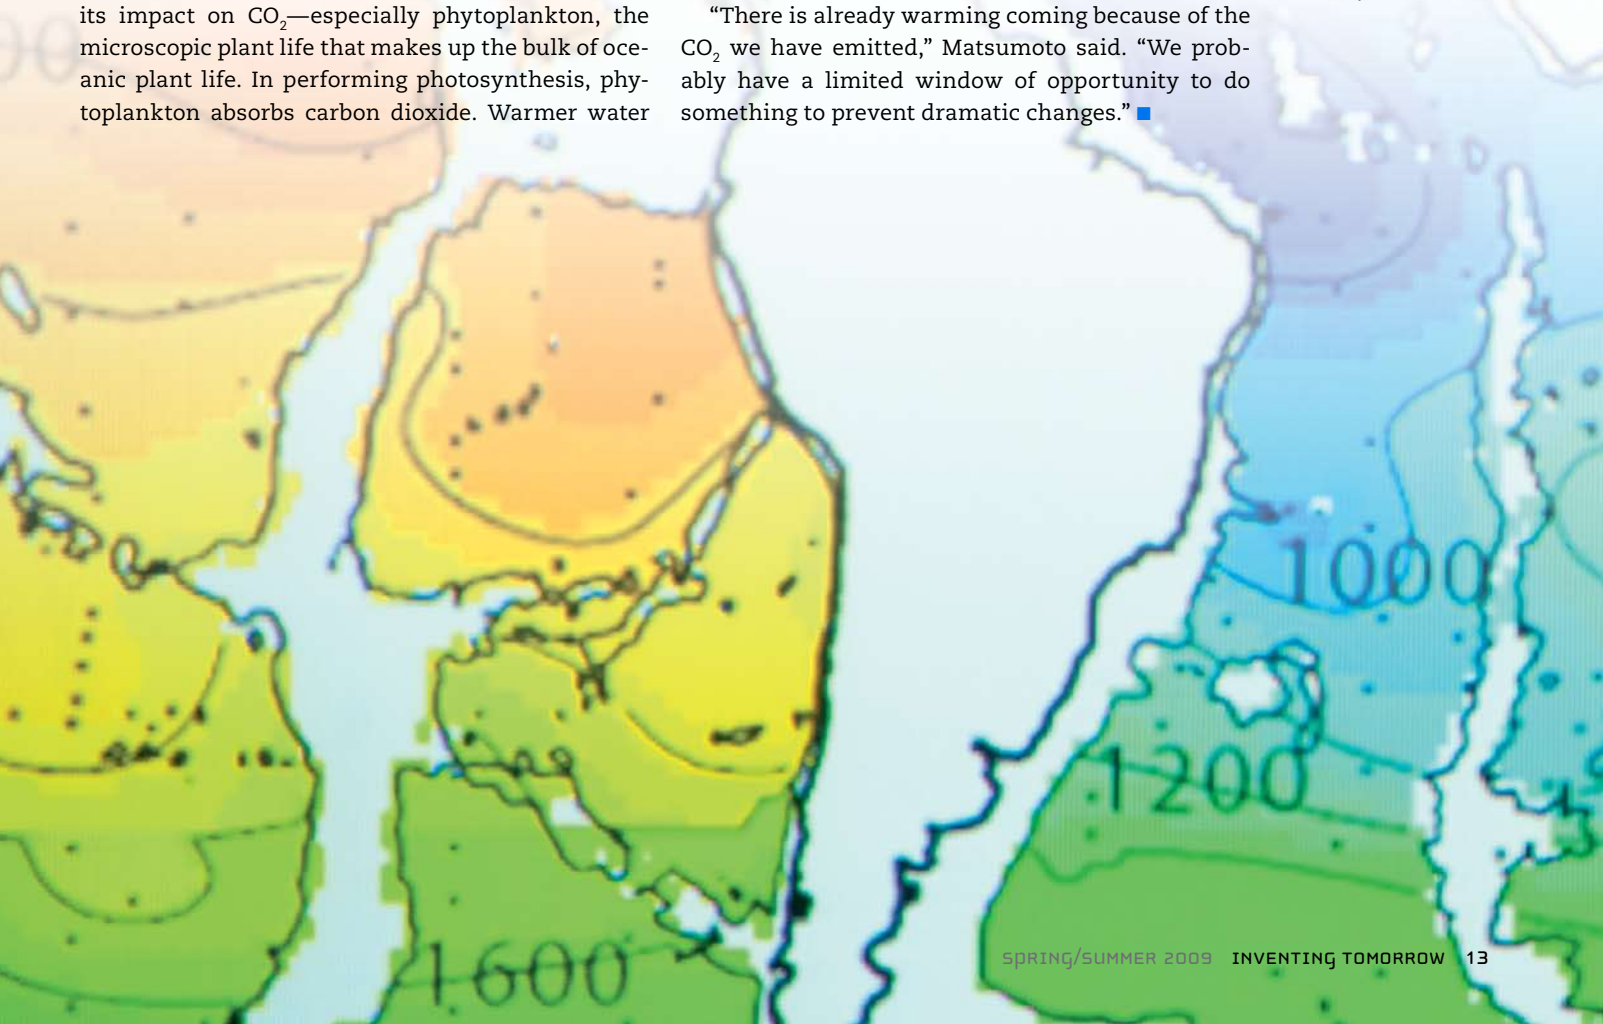 its impact on CO₂—especially phytoplankton, the
microscopic plant life that makes up the bulk of oce-
anic plant life. In performing photosynthesis, phy-
toplankton absorbs carbon dioxide. Warmer water
“There is already warming coming because of the
CO₂ we have emitted,” Matsumoto said. “We prob-
ably have a limited window of opportunity to do
something to prevent dramatic changes.” ■
1000
1200
1600
SPRING/SUMMER 2009 INVENTING TOMORROW 13